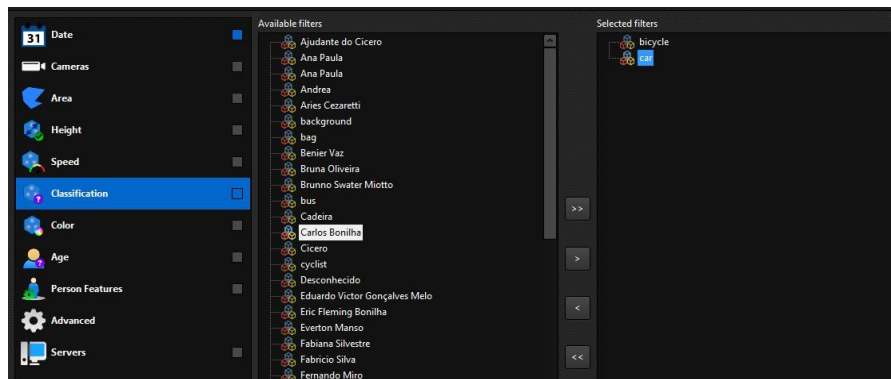 31 Date
Cameras
Area
Height
Speed
Classification
Color
Age
Person Features
Advanced
Servers
Available filters
Ajudante do Cicero
Ana Paula
Ana Paula
Andrea
Aries Cezaretti
background
bag
Benier Vaz
Bruna Oliveira
Brunno Swater Miotto
bus
Cadeira
Carlos Bonilha
Cicero
cyclist
Desconhecido
Eduardo Victor Gonçalves Melo
Eric Fleming Bonilha
Everton Manso
Fabiana Silvestre
Fabricio Silva
Fernando Miro
>>
>
<
<<
Selected filters
bicycle
car